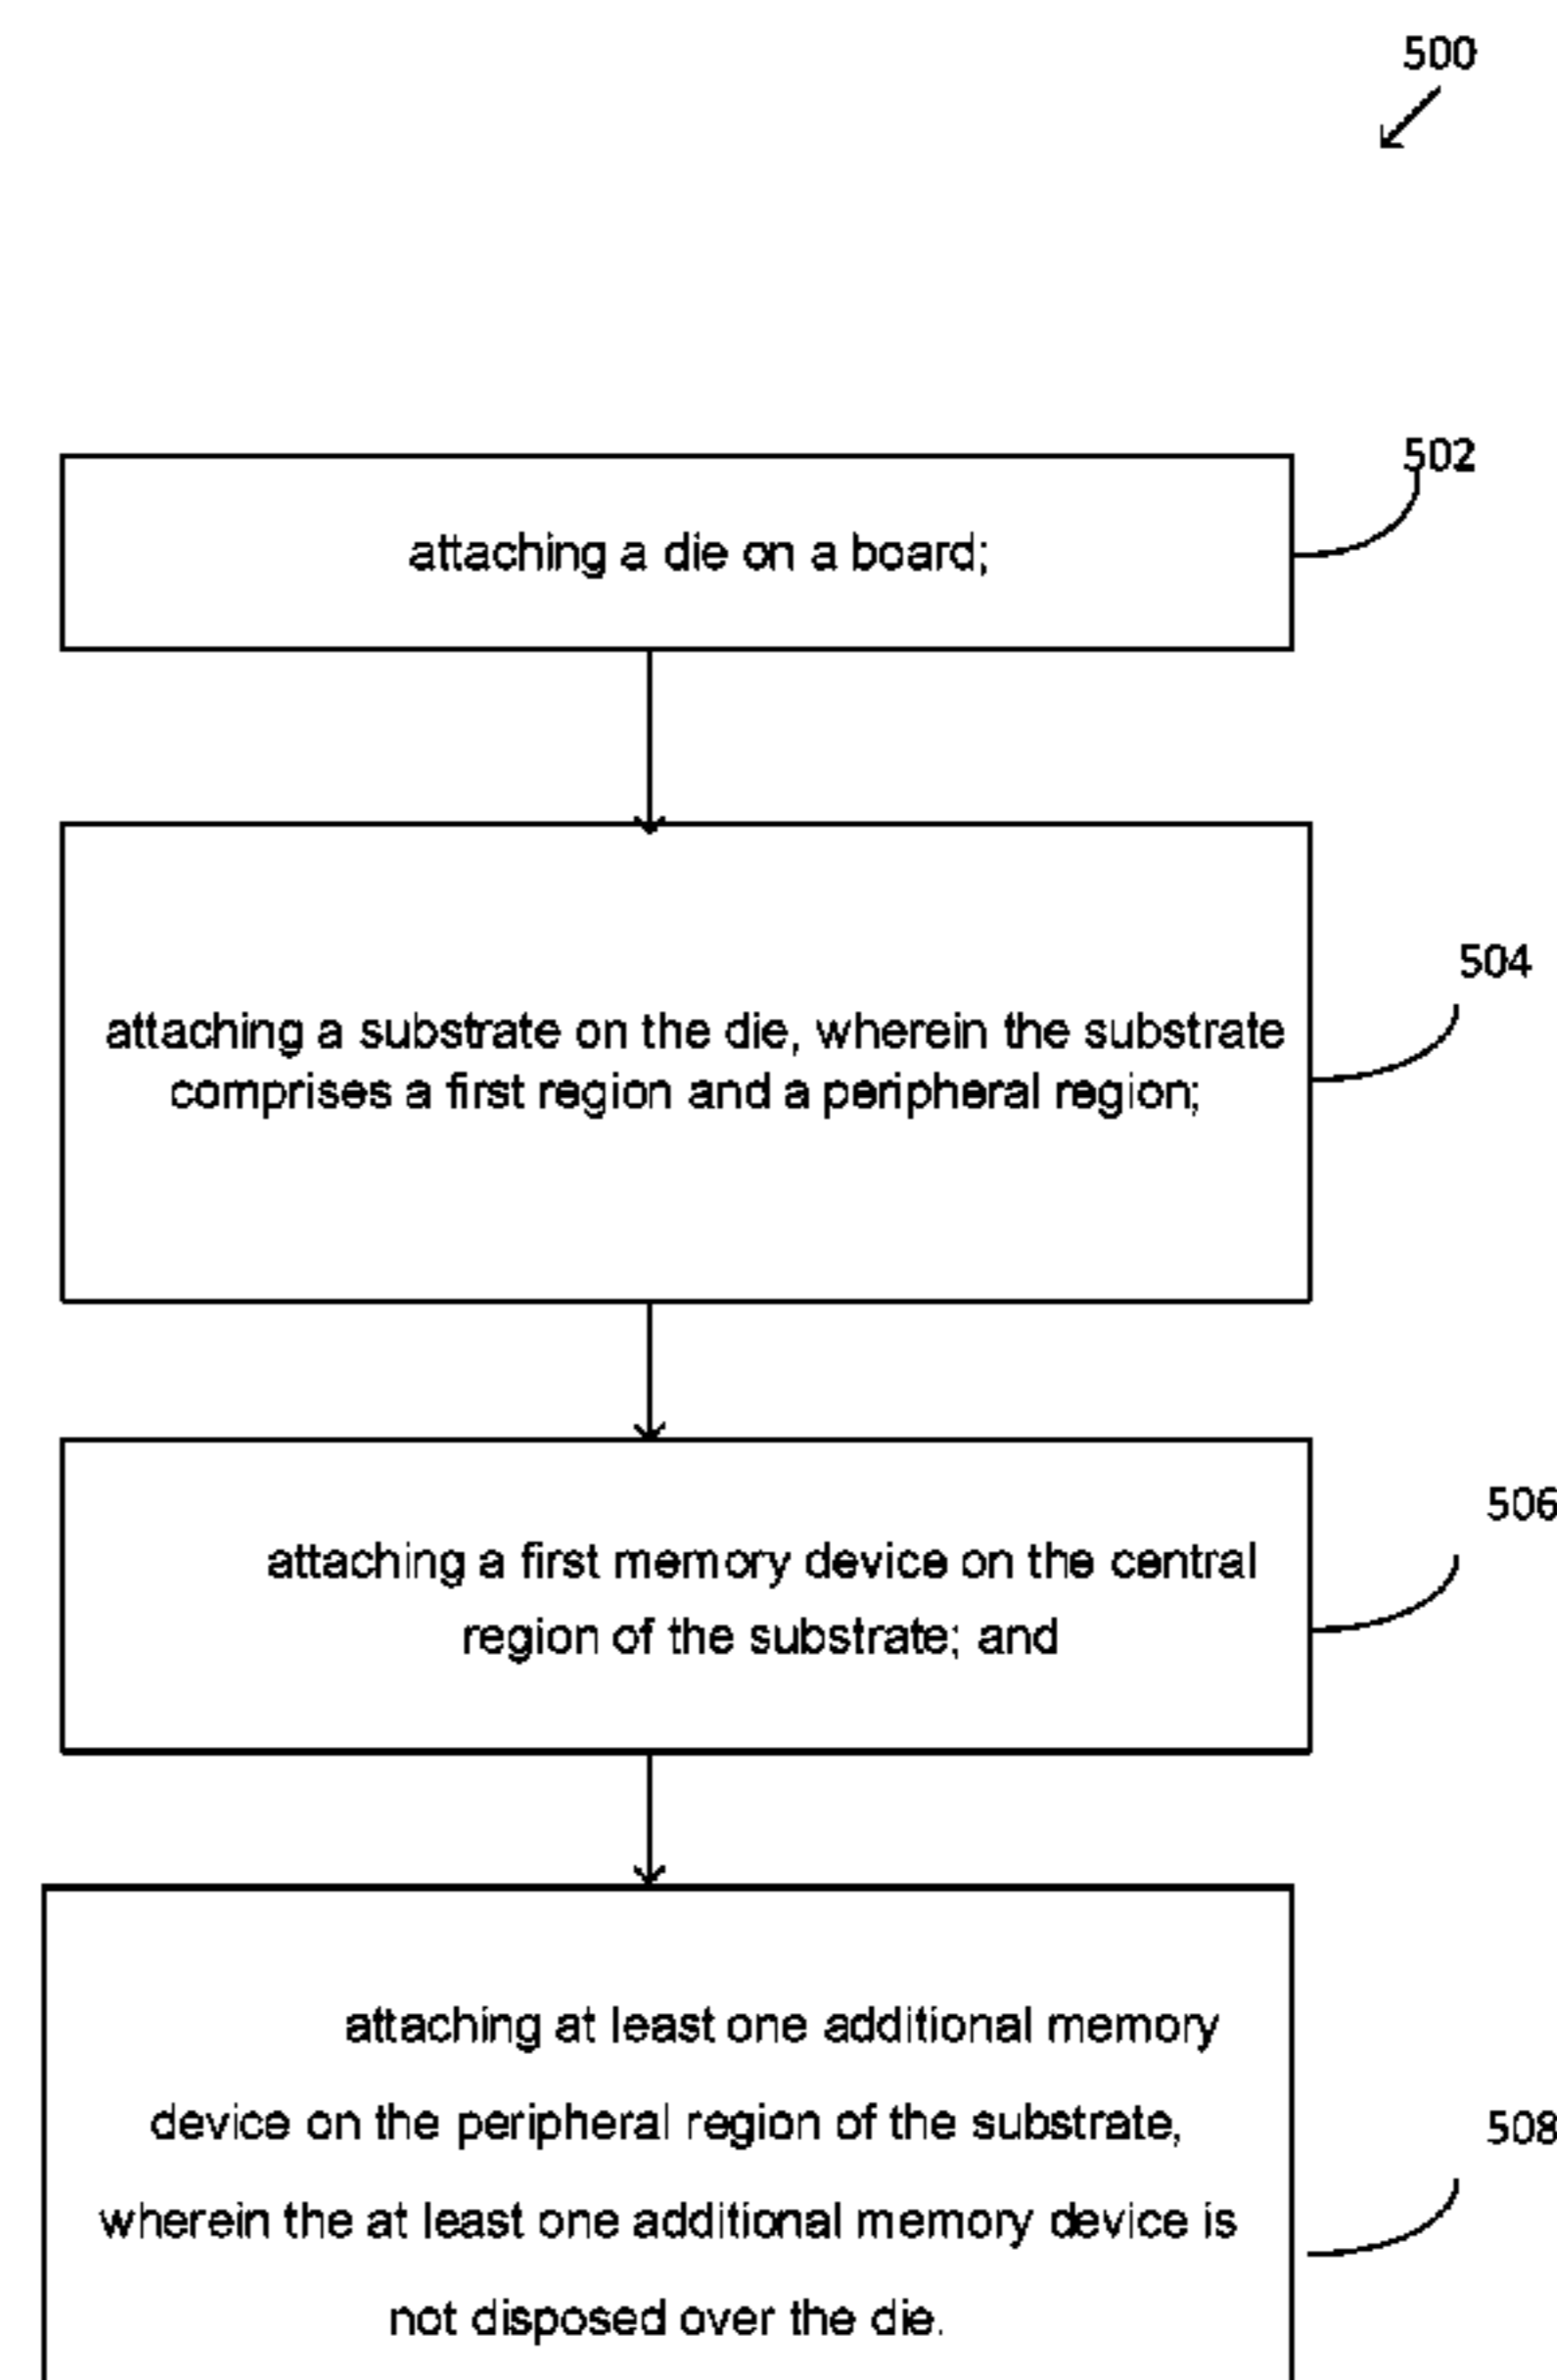 500
502
attaching a die on a board;
504
attaching a substrate on the die, wherein the substrate
comprises a first region and a peripheral region;
506
attaching a first memory device on the central
region of the substrate; and
attaching at least one additional memory
device on the peripheral region of the substrate,
508
wherein the at least one additional memory device is
not disposed over the die.